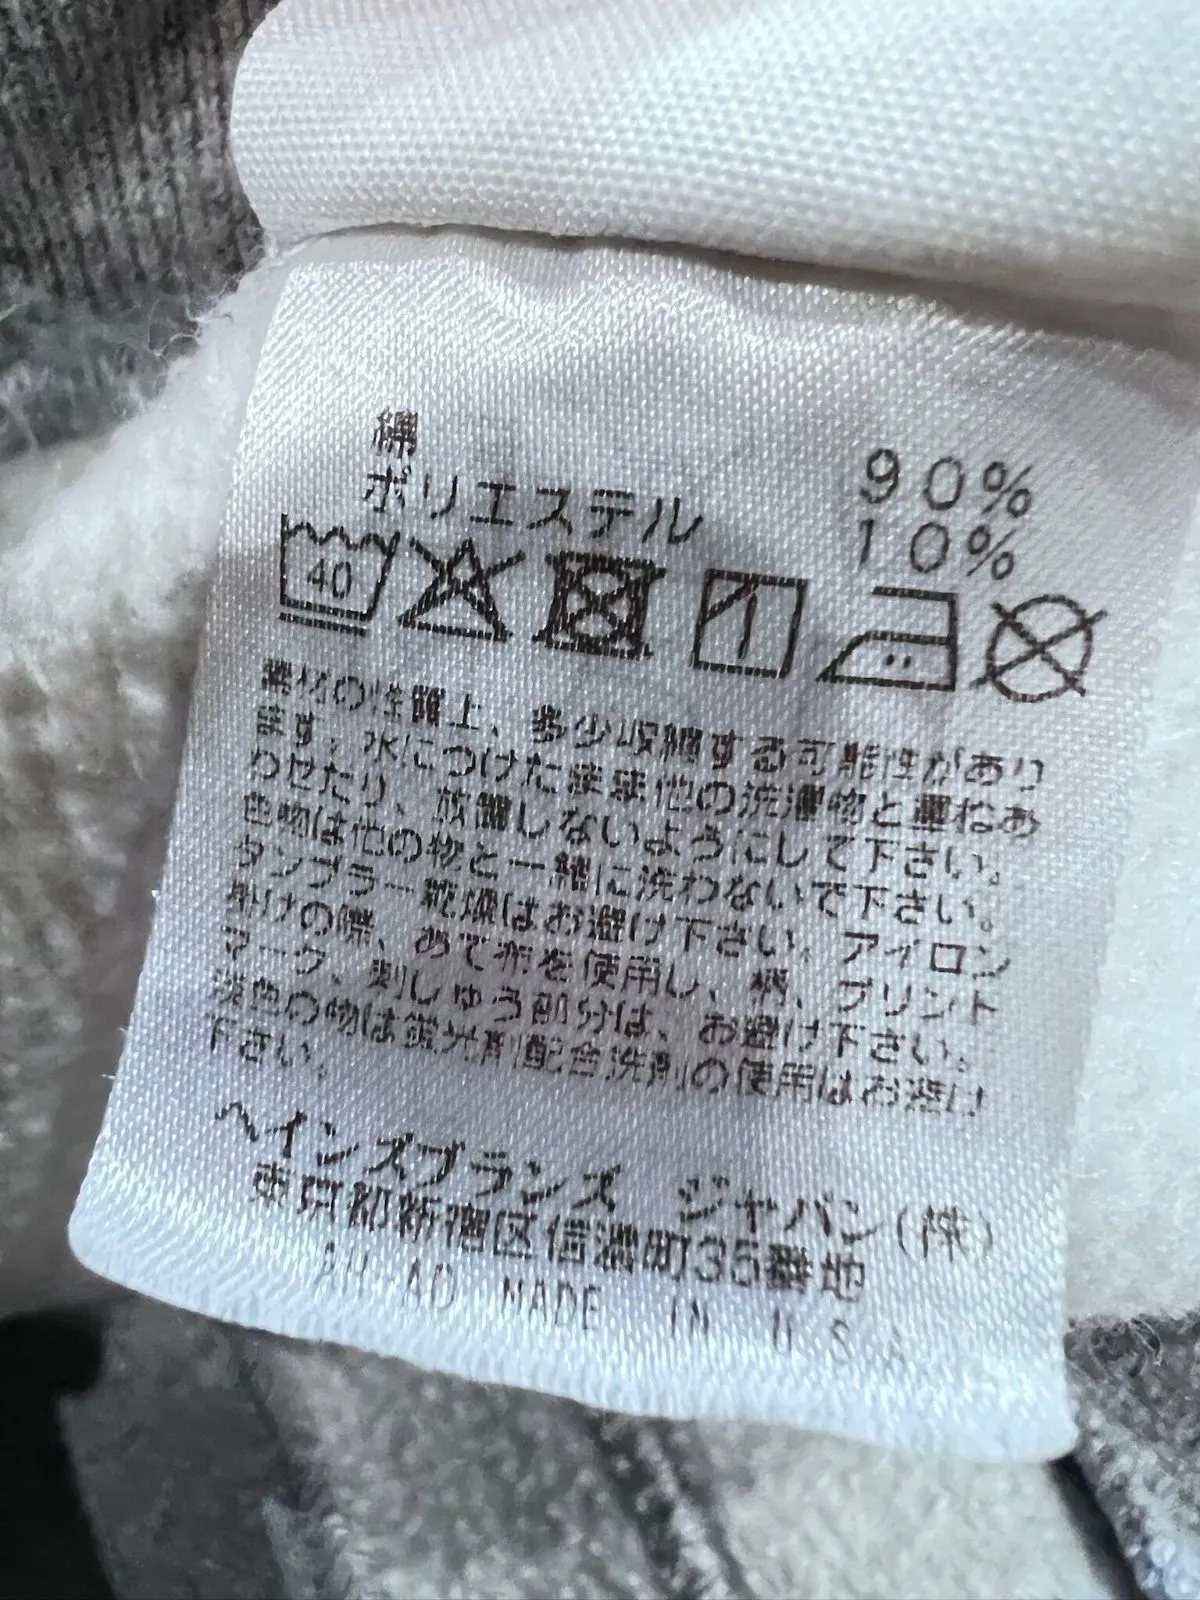 綿 90%
ポリエステル 10%
40
素材の性質上、多少収縮する可能性があり
ます。水につけたまま他の洗濯物と重ねあ
わせたり、放置しないようにして下さい。
色物は他の物と一緒に洗わないで下さい。
タンブラー乾燥はお避け下さい。アイロン
掛けの際、あて布を使用し、柄、プリント
マーク、刺しゅう部分は、お避け下さい。
淡色の物は蛍光剤配合洗剤の使用はお避け
下さい。
ヘインズブランズ ジャパン(株)
東京都新宿区信濃町35番地
AD MADE IN U.S.A